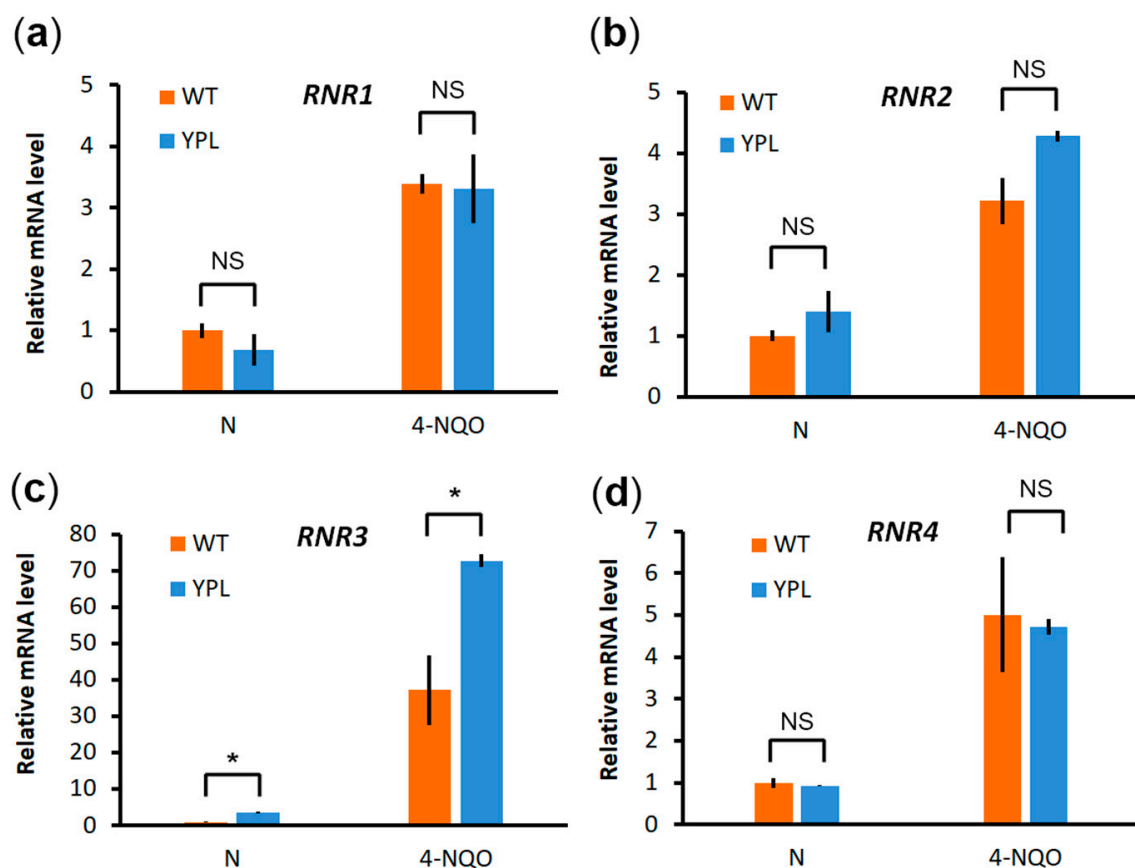 (a)
RNR1
WT
YPL
NS
NS
Relative mRNA level
5
4
3
2
1
0
N
4-NQO
(b)
RNR2
WT
YPL
NS
NS
Relative mRNA level
5
4
3
2
1
0
N
4-NQO
(c)
RNR3
WT
YPL
*
*
Relative mRNA level
80
70
60
50
40
30
20
10
0
N
4-NQO
(d)
RNR4
WT
YPL
NS
NS
Relative mRNA level
7
6
5
4
3
2
1
0
N
4-NQO